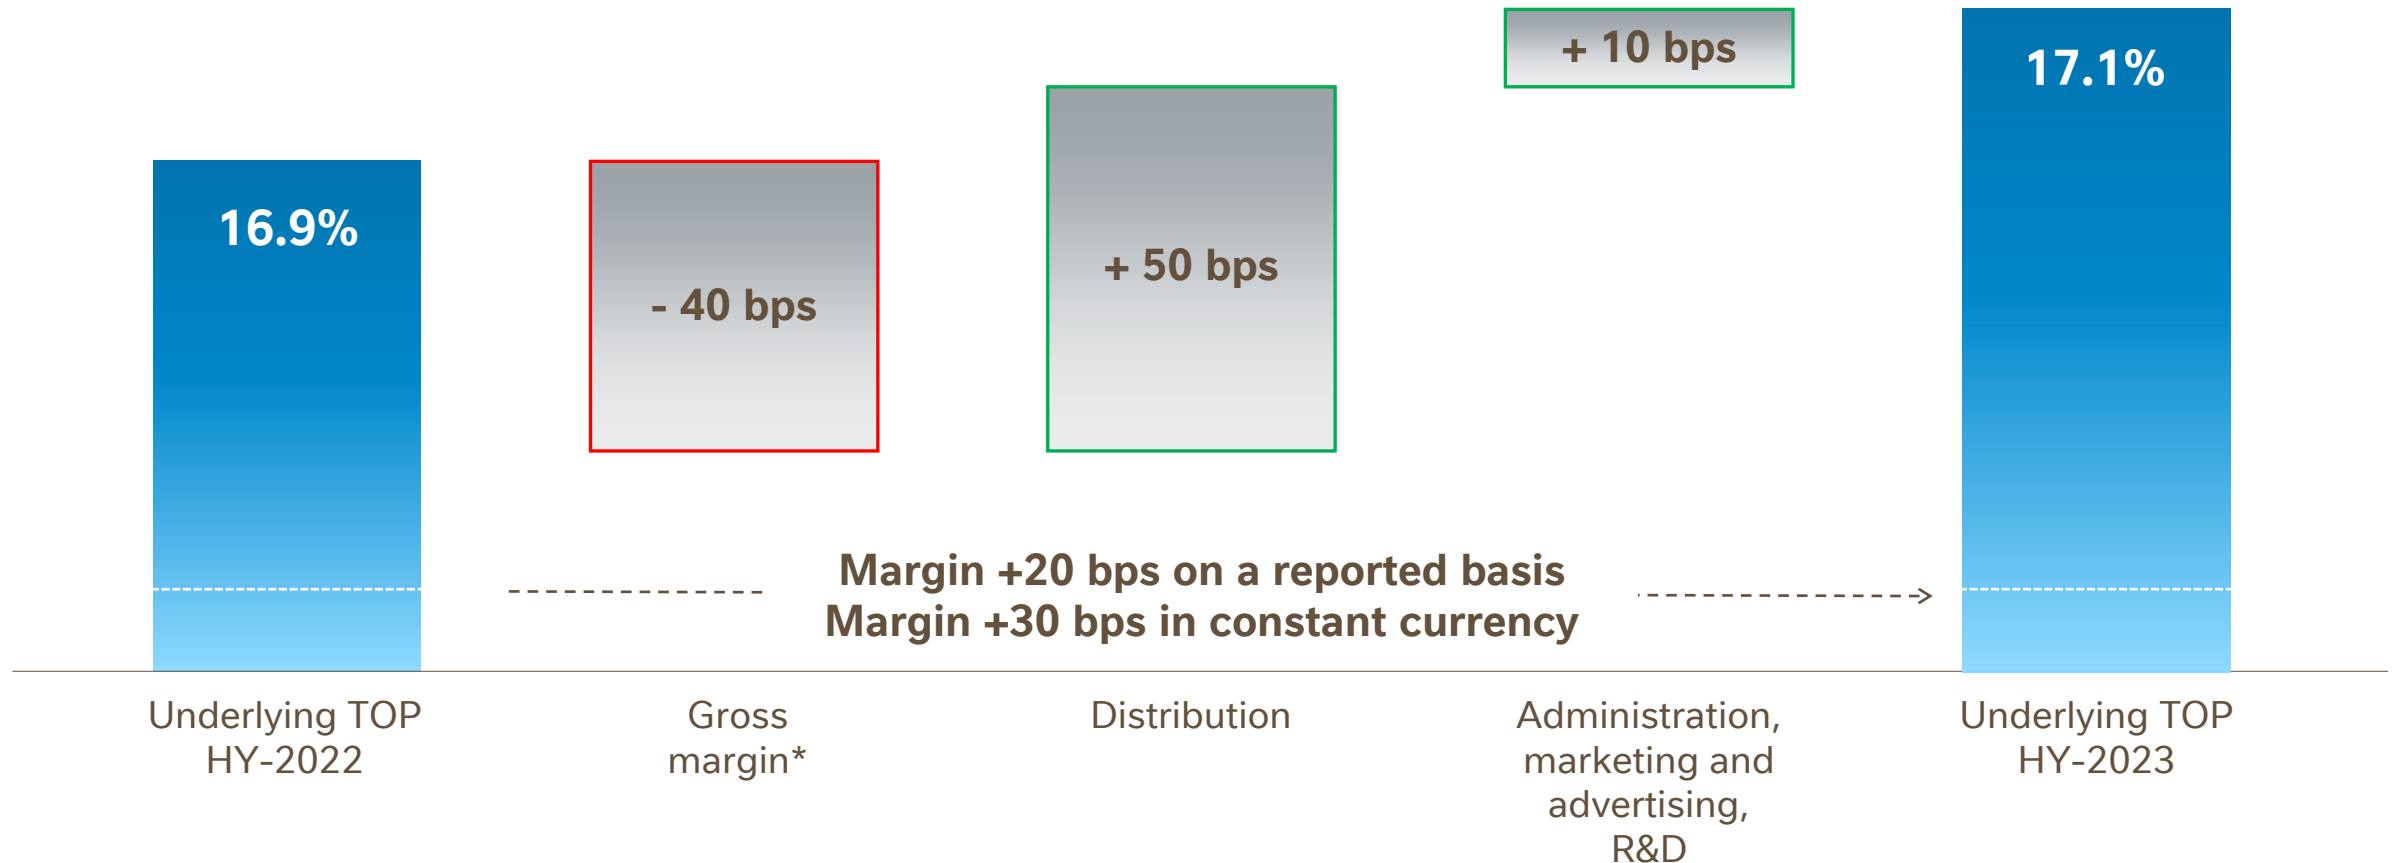 + 10 bps
17.1%
16.9%
+ 50 bps
- 40 bps
Margin +20 bps on a reported basis
Margin +30 bps in constant currency
Underlying TOP
HY-2022
Gross
margin*
Distribution
Administration,
marketing and
advertising,
R&D
Underlying TOP
HY-2023